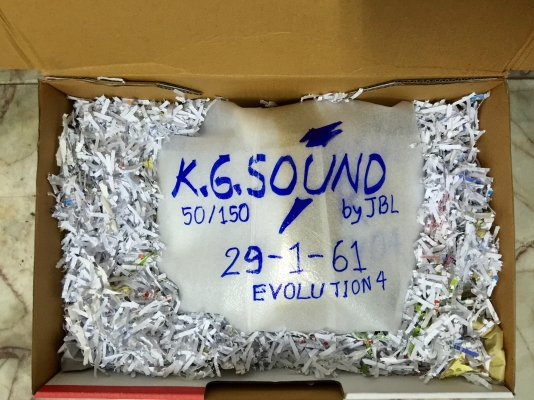 K.G.SOUND
50/150 by JBL
29-1-61
EVOLUTION 4